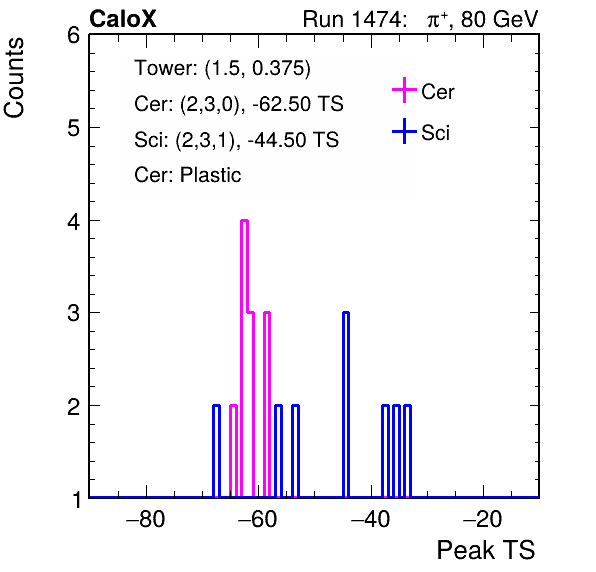 CaloX Run 1474: π⁺, 80 GeV
Counts
6
5
4
3
2
1
Tower: (1.5, 0.375)
Cer: (2,3,0), -62.50 TS
Sci: (2,3,1), -44.50 TS
Cer: Plastic
Cer
Sci
−80 −60 −40 −20
Peak TS